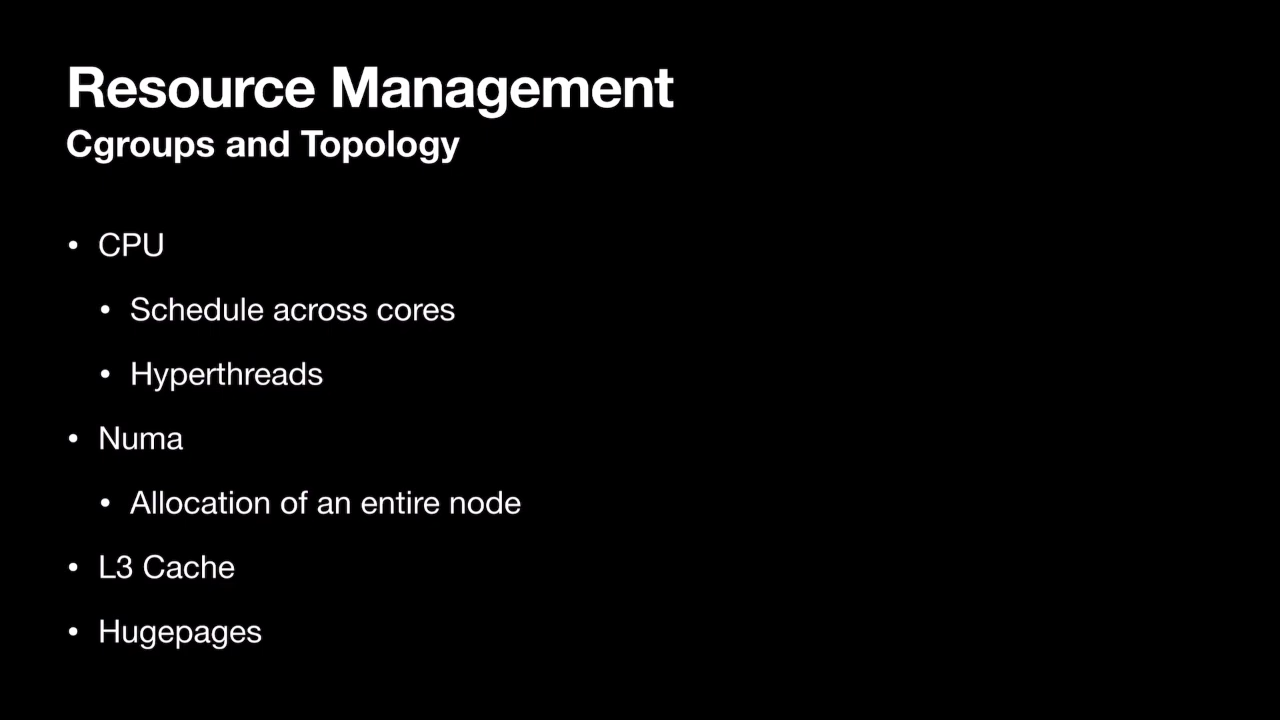 Resource Management
Cgroups and Topology
• CPU
• Schedule across cores
• Hyperthreads
• Numa
• Allocation of an entire node
• L3 Cache
• Hugepages